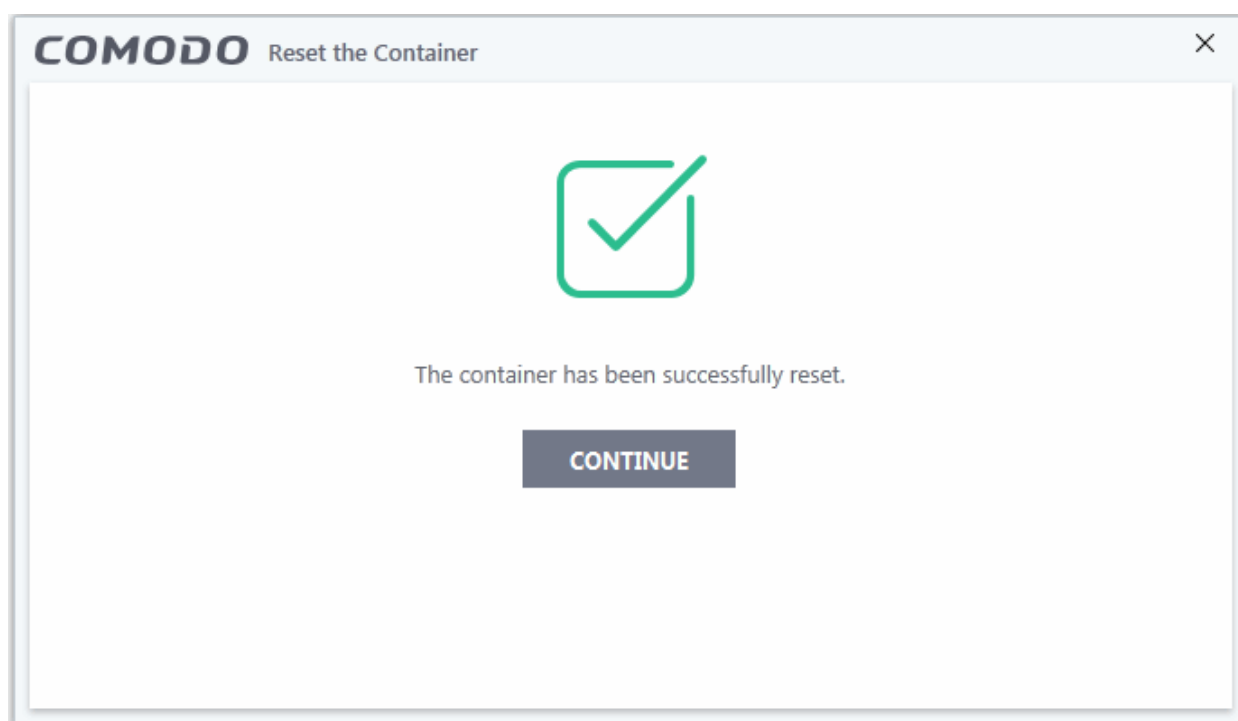 COMODO Reset the Container
The container has been successfully reset.
CONTINUE